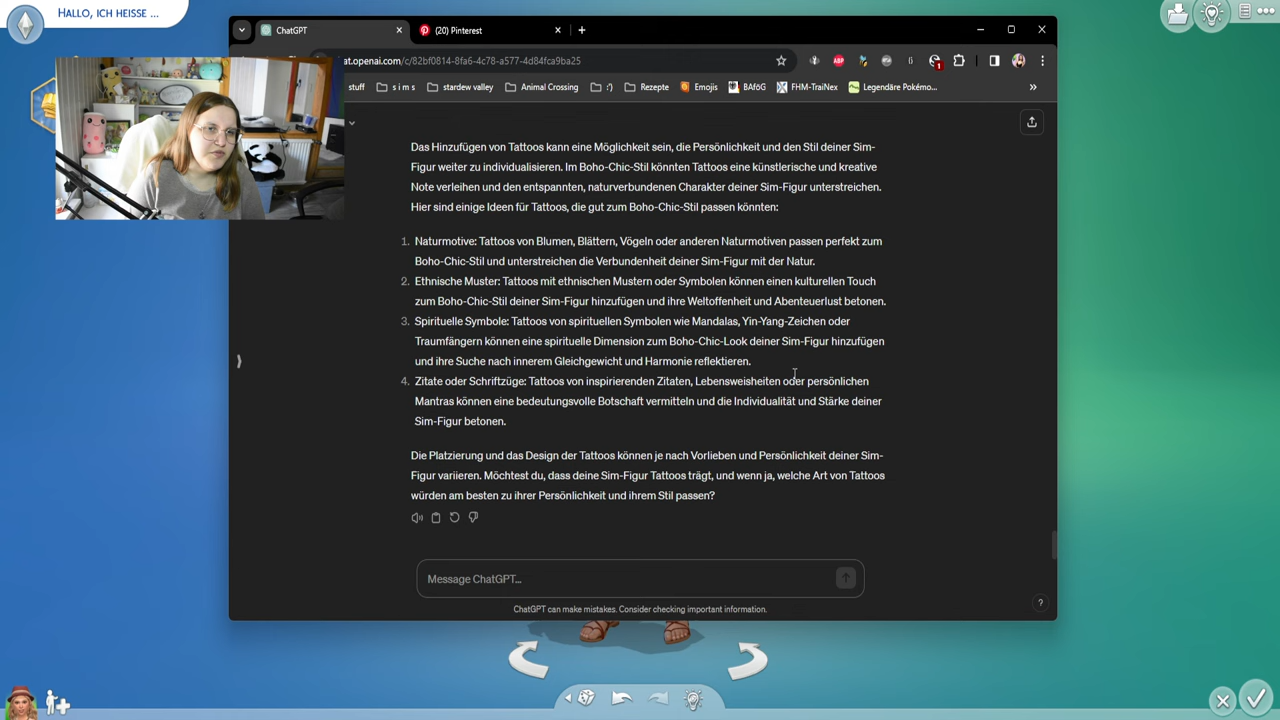 HALLO, ICH HEISSE ...
ChatGPT
(20) Pinterest
at.openai.com/c/82bf0814-8fa6-4c78-a577-4d84fca9ba25
ABP
1
stuff
s i m s
stardew valley
Animal Crossing
:')
Rezepte
Emojis
BAföG
FHM-TraiNex
Legendäre Pokémo...
Das Hinzufügen von Tattoos kann eine Möglichkeit sein, die Persönlichkeit und den Stil deiner Sim-
Figur weiter zu individualisieren. Im Boho-Chic-Stil könnten Tattoos eine künstlerische und kreative
Note verleihen und den entspannten, naturverbundenen Charakter deiner Sim-Figur unterstreichen.
Hier sind einige Ideen für Tattoos, die gut zum Boho-Chic-Stil passen könnten:
1. Naturmotive: Tattoos von Blumen, Blättern, Vögeln oder anderen Naturmotiven passen perfekt zum
Boho-Chic-Stil und unterstreichen die Verbundenheit deiner Sim-Figur mit der Natur.
2. Ethnische Muster: Tattoos mit ethnischen Mustern oder Symbolen können einen kulturellen Touch
zum Boho-Chic-Stil deiner Sim-Figur hinzufügen und ihre Weltoffenheit und Abenteuerlust betonen.
3. Spirituelle Symbole: Tattoos von spirituellen Symbolen wie Mandalas, Yin-Yang-Zeichen oder
Traumfängern können eine spirituelle Dimension zum Boho-Chic-Look deiner Sim-Figur hinzufügen
und ihre Suche nach innerem Gleichgewicht und Harmonie reflektieren.
4. Zitate oder Schriftzüge: Tattoos von inspirierenden Zitaten, Lebensweisheiten oder persönlichen
Mantras können eine bedeutungsvolle Botschaft vermitteln und die Individualität und Stärke deiner
Sim-Figur betonen.
Die Platzierung und das Design der Tattoos können je nach Vorlieben und Persönlichkeit deiner Sim-
Figur variieren. Möchtest du, dass deine Sim-Figur Tattoos trägt, und wenn ja, welche Art von Tattoos
würden am besten zu ihrer Persönlichkeit und ihrem Stil passen?
Message ChatGPT...
ChatGPT can make mistakes. Consider checking important information.
?